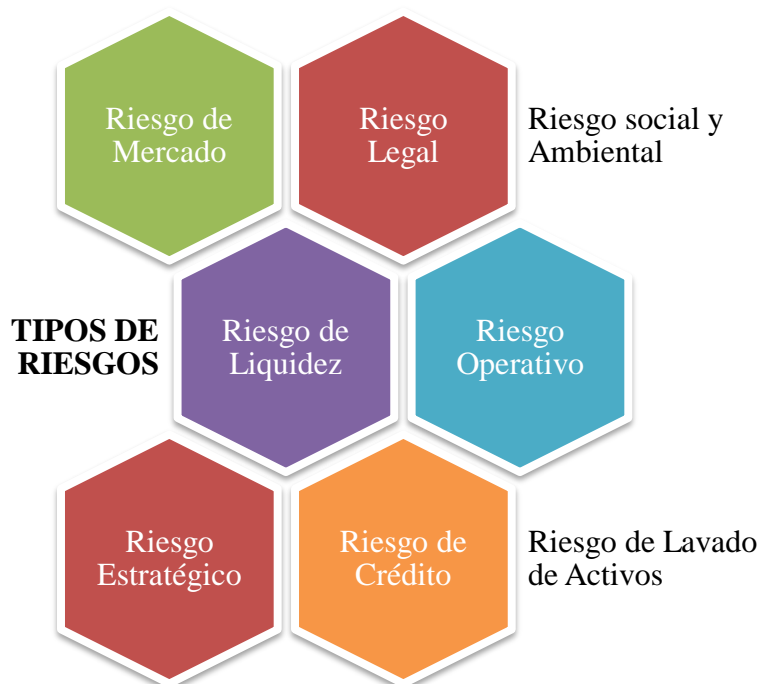 Riesgo de
Mercado
Riesgo
Legal
Riesgo social y
Ambiental
TIPOS DE
RIESGOS
Riesgo de
Liquidez
Riesgo
Operativo
Riesgo
Estratégico
Riesgo de
Crédito
Riesgo de Lavado
de Activos